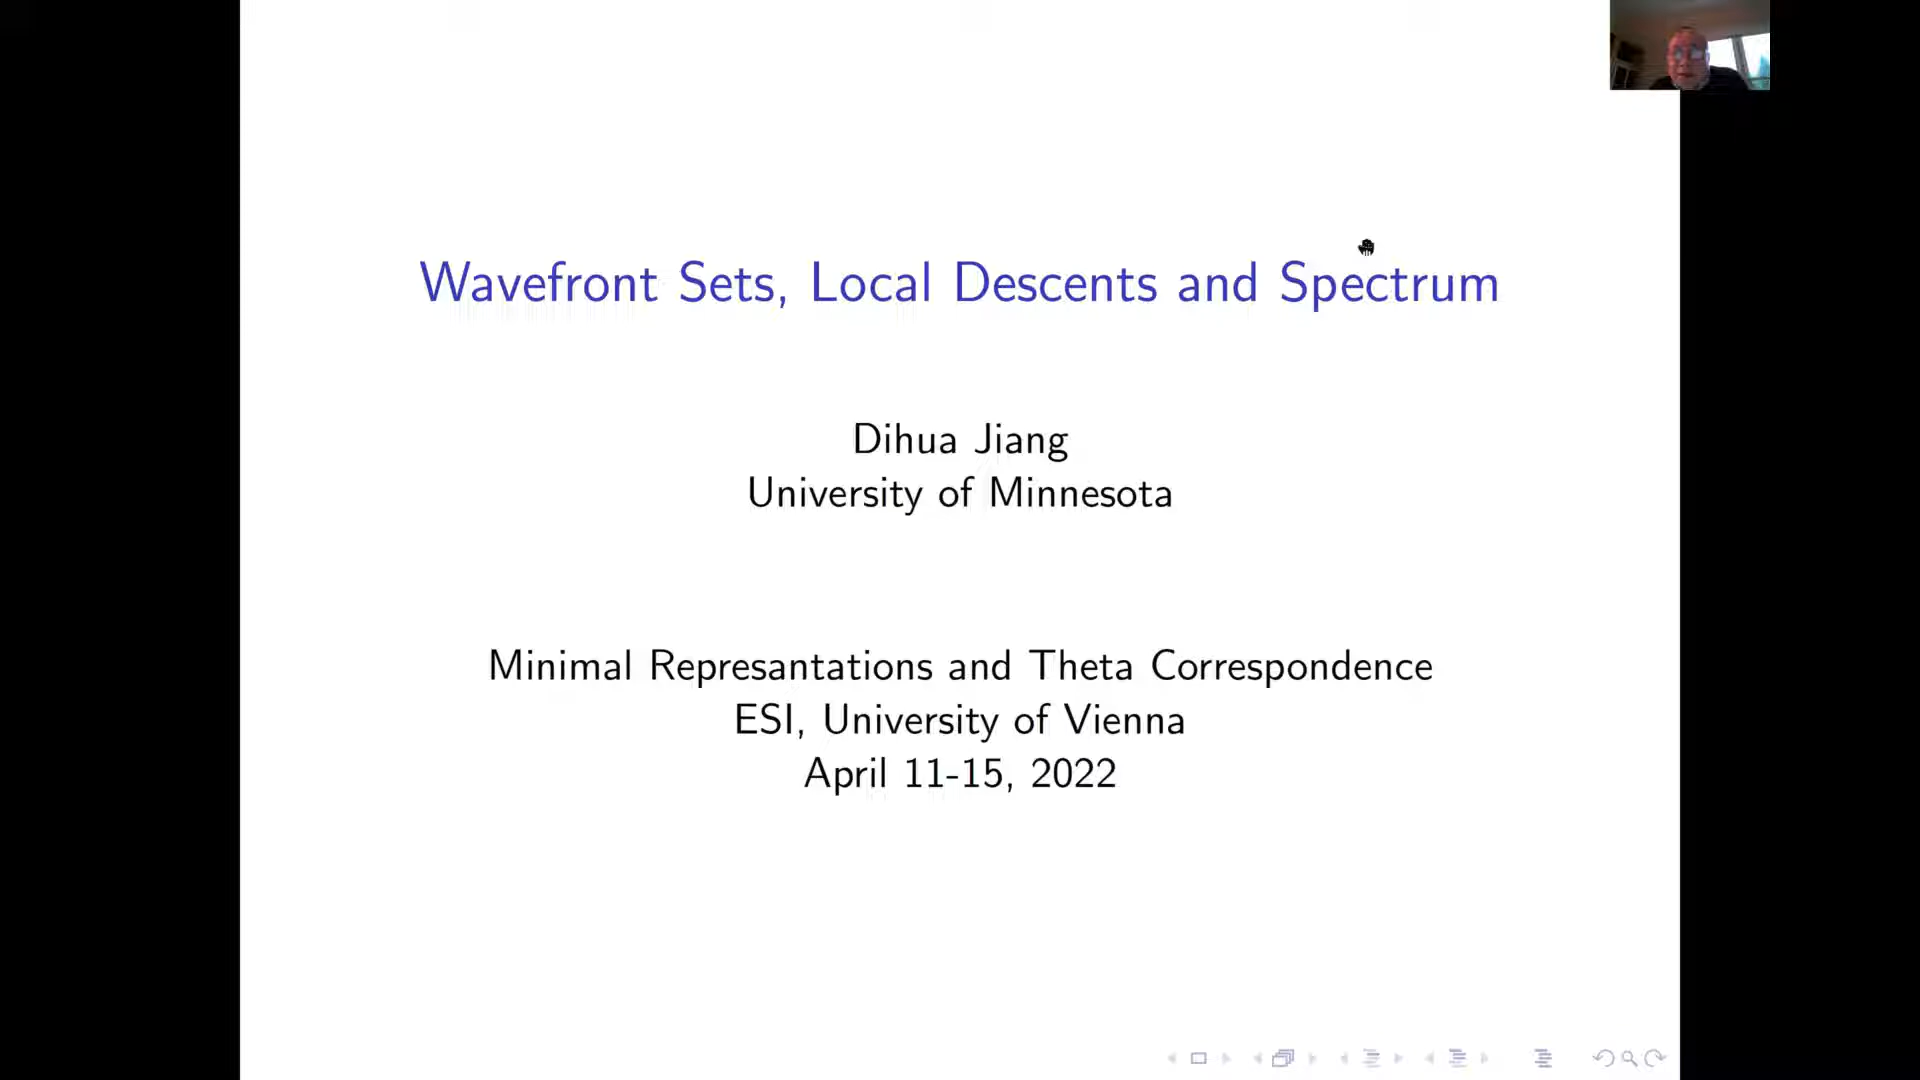 Wavefront Sets, Local Descents and Spectrum
Dihua Jiang
University of Minnesota
Minimal Represantations and Theta Correspondence
ESI, University of Vienna
April 11-15, 2022